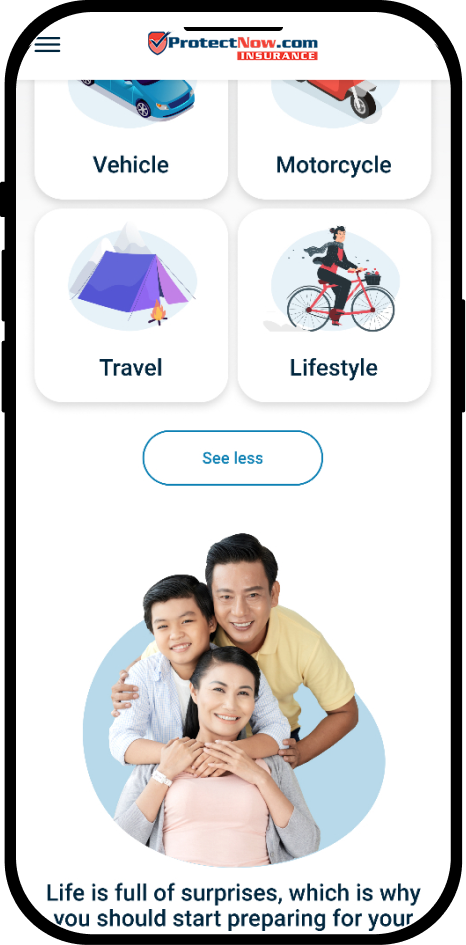 ProtectNow.com
INSURANCE
Vehicle
Motorcycle
Travel
Lifestyle
See less
Life is full of surprises, which is why
you should start preparing for your